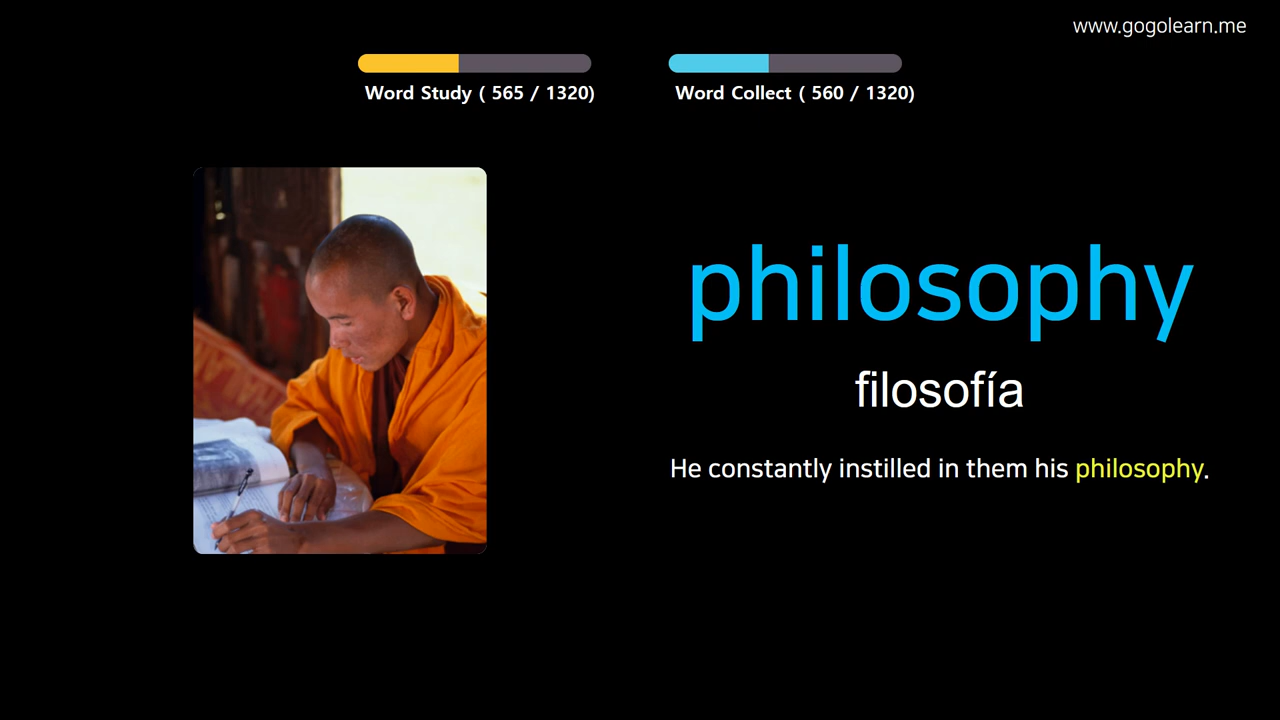 www.gogolearn.me
Word Study ( 565 / 1320)
Word Collect ( 560 / 1320)
philosophy
filosofía
He constantly instilled in them his philosophy.